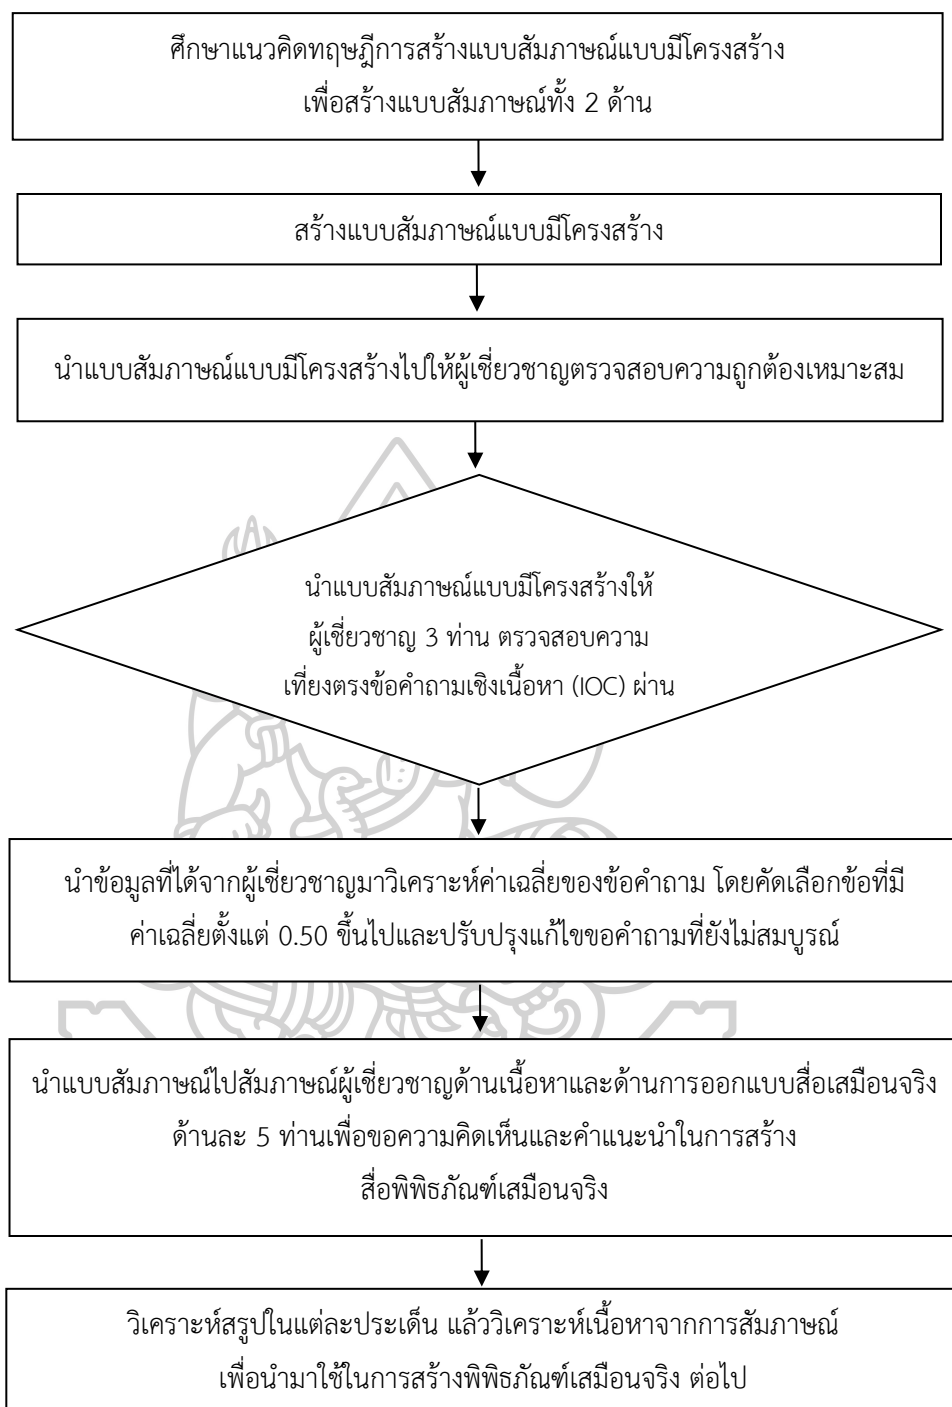 ศึกษาแนวคิดทฤษฎีการสร้างแบบสัมภาษณ์แบบมีโครงสร้าง
เพื่อสร้างแบบสัมภาษณ์ทั้ง 2 ด้าน
สร้างแบบสัมภาษณ์แบบมีโครงสร้าง
นำแบบสัมภาษณ์แบบมีโครงสร้างไปให้ผู้เชี่ยวชาญตรวจสอบความถูกต้องเหมาะสม
นำแบบสัมภาษณ์แบบมีโครงสร้างให้
ผู้เชี่ยวชาญ 3 ท่าน ตรวจสอบความ
เที่ยงตรงข้อคำถามเชิงเนื้อหา (IOC) ผ่าน
นำข้อมูลที่ได้จากผู้เชี่ยวชาญมาวิเคราะห์ค่าเฉลี่ยของข้อคำถาม โดยคัดเลือกข้อที่มี
ค่าเฉลี่ยตั้งแต่ 0.50 ขึ้นไปและปรับปรุงแก้ไขขอคำถามที่ยังไม่สมบูรณ์
นำแบบสัมภาษณ์ไปสัมภาษณ์ผู้เชี่ยวชาญด้านเนื้อหาและด้านการออกแบบสื่อเสมือนจริง
ด้านละ 5 ท่านเพื่อขอความคิดเห็นและคำแนะนำในการสร้าง
สื่อพิพิธภัณฑ์เสมือนจริง
วิเคราะห์สรุปในแต่ละประเด็น แล้ววิเคราะห์เนื้อหาจากการสัมภาษณ์
เพื่อนำมาใช้ในการสร้างพิพิธภัณฑ์เสมือนจริง ต่อไป